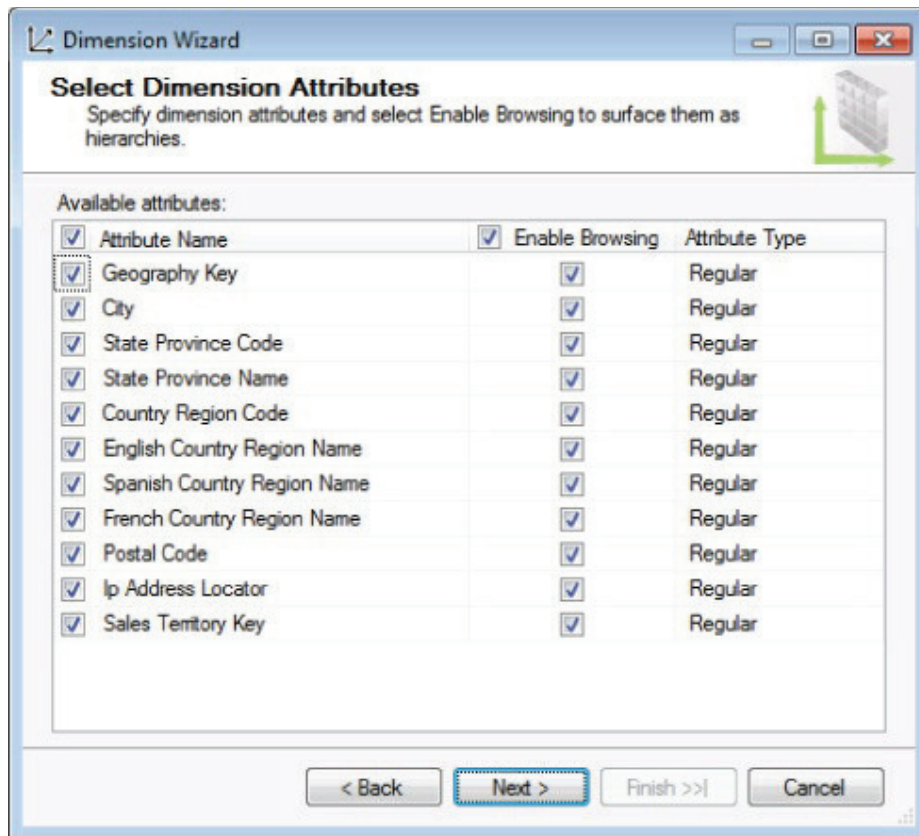 Dimension Wizard
Select Dimension Attributes
Specify dimension attributes and select Enable Browsing to surface them as
hierarchies.
Available attributes:
Attribute Name Enable Browsing Attribute Type
Geography Key Regular
City Regular
State Province Code Regular
State Province Name Regular
Country Region Code Regular
English Country Region Name Regular
Spanish Country Region Name Regular
French Country Region Name Regular
Postal Code Regular
Ip Address Locator Regular
Sales Territory Key Regular
< Back Next > Finish >>| Cancel